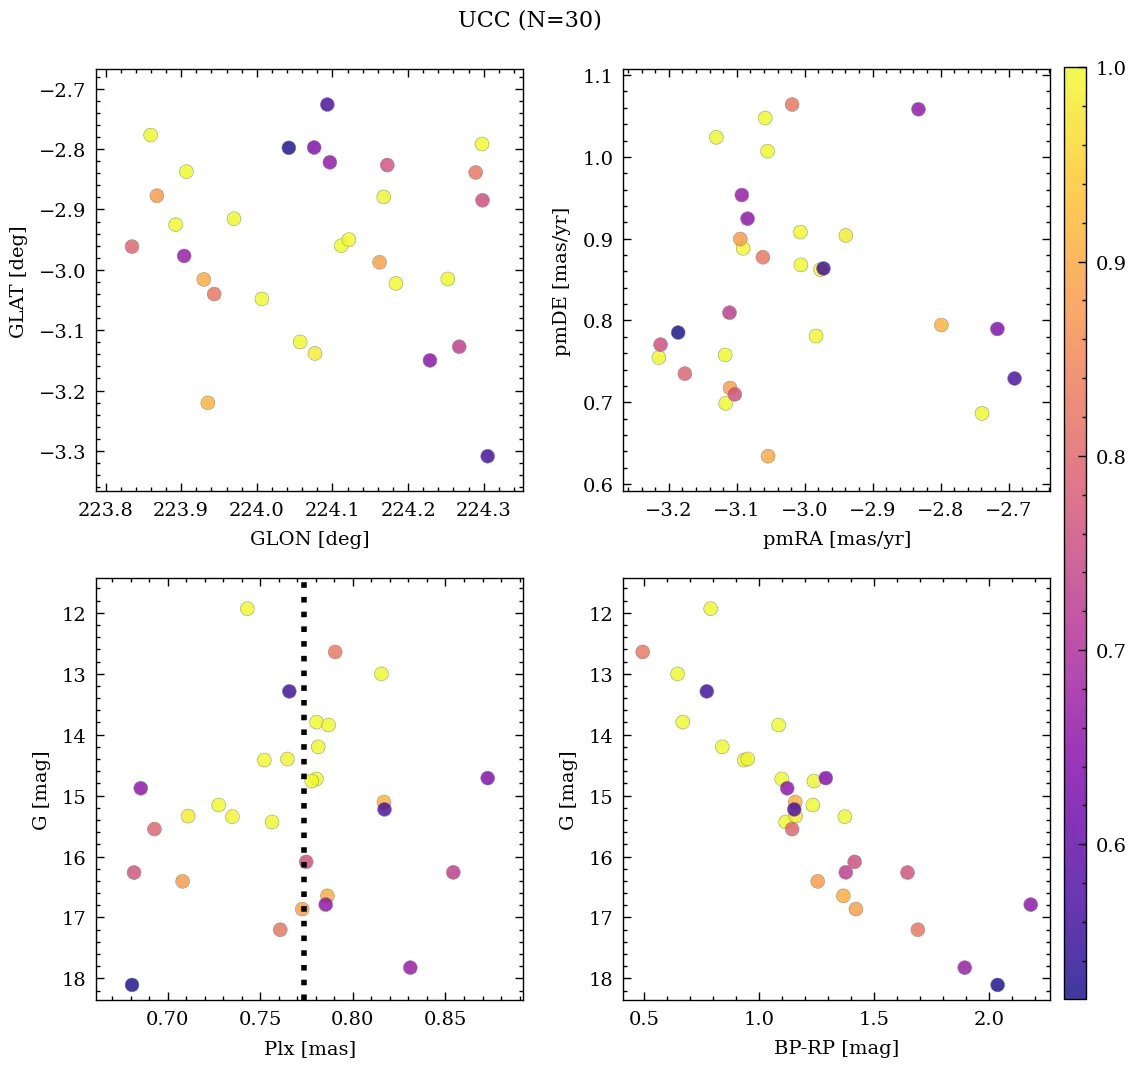 UCC (N=30)
−2.7
−2.8
−2.9
−3.0
−3.1
−3.2
−3.3
GLAT [deg]
223.8 223.9 224.0 224.1 224.2 224.3
GLON [deg]
1.1
1.0
0.9
0.8
0.7
0.6
pmDE [mas/yr]
−3.2 −3.1 −3.0 −2.9 −2.8 −2.7
pmRA [mas/yr]
12
13
14
15
16
17
18
G [mag]
0.70 0.75 0.80 0.85
Plx [mas]
12
13
14
15
16
17
18
G [mag]
0.5 1.0 1.5 2.0
BP-RP [mag]
1.0
0.9
0.8
0.7
0.6